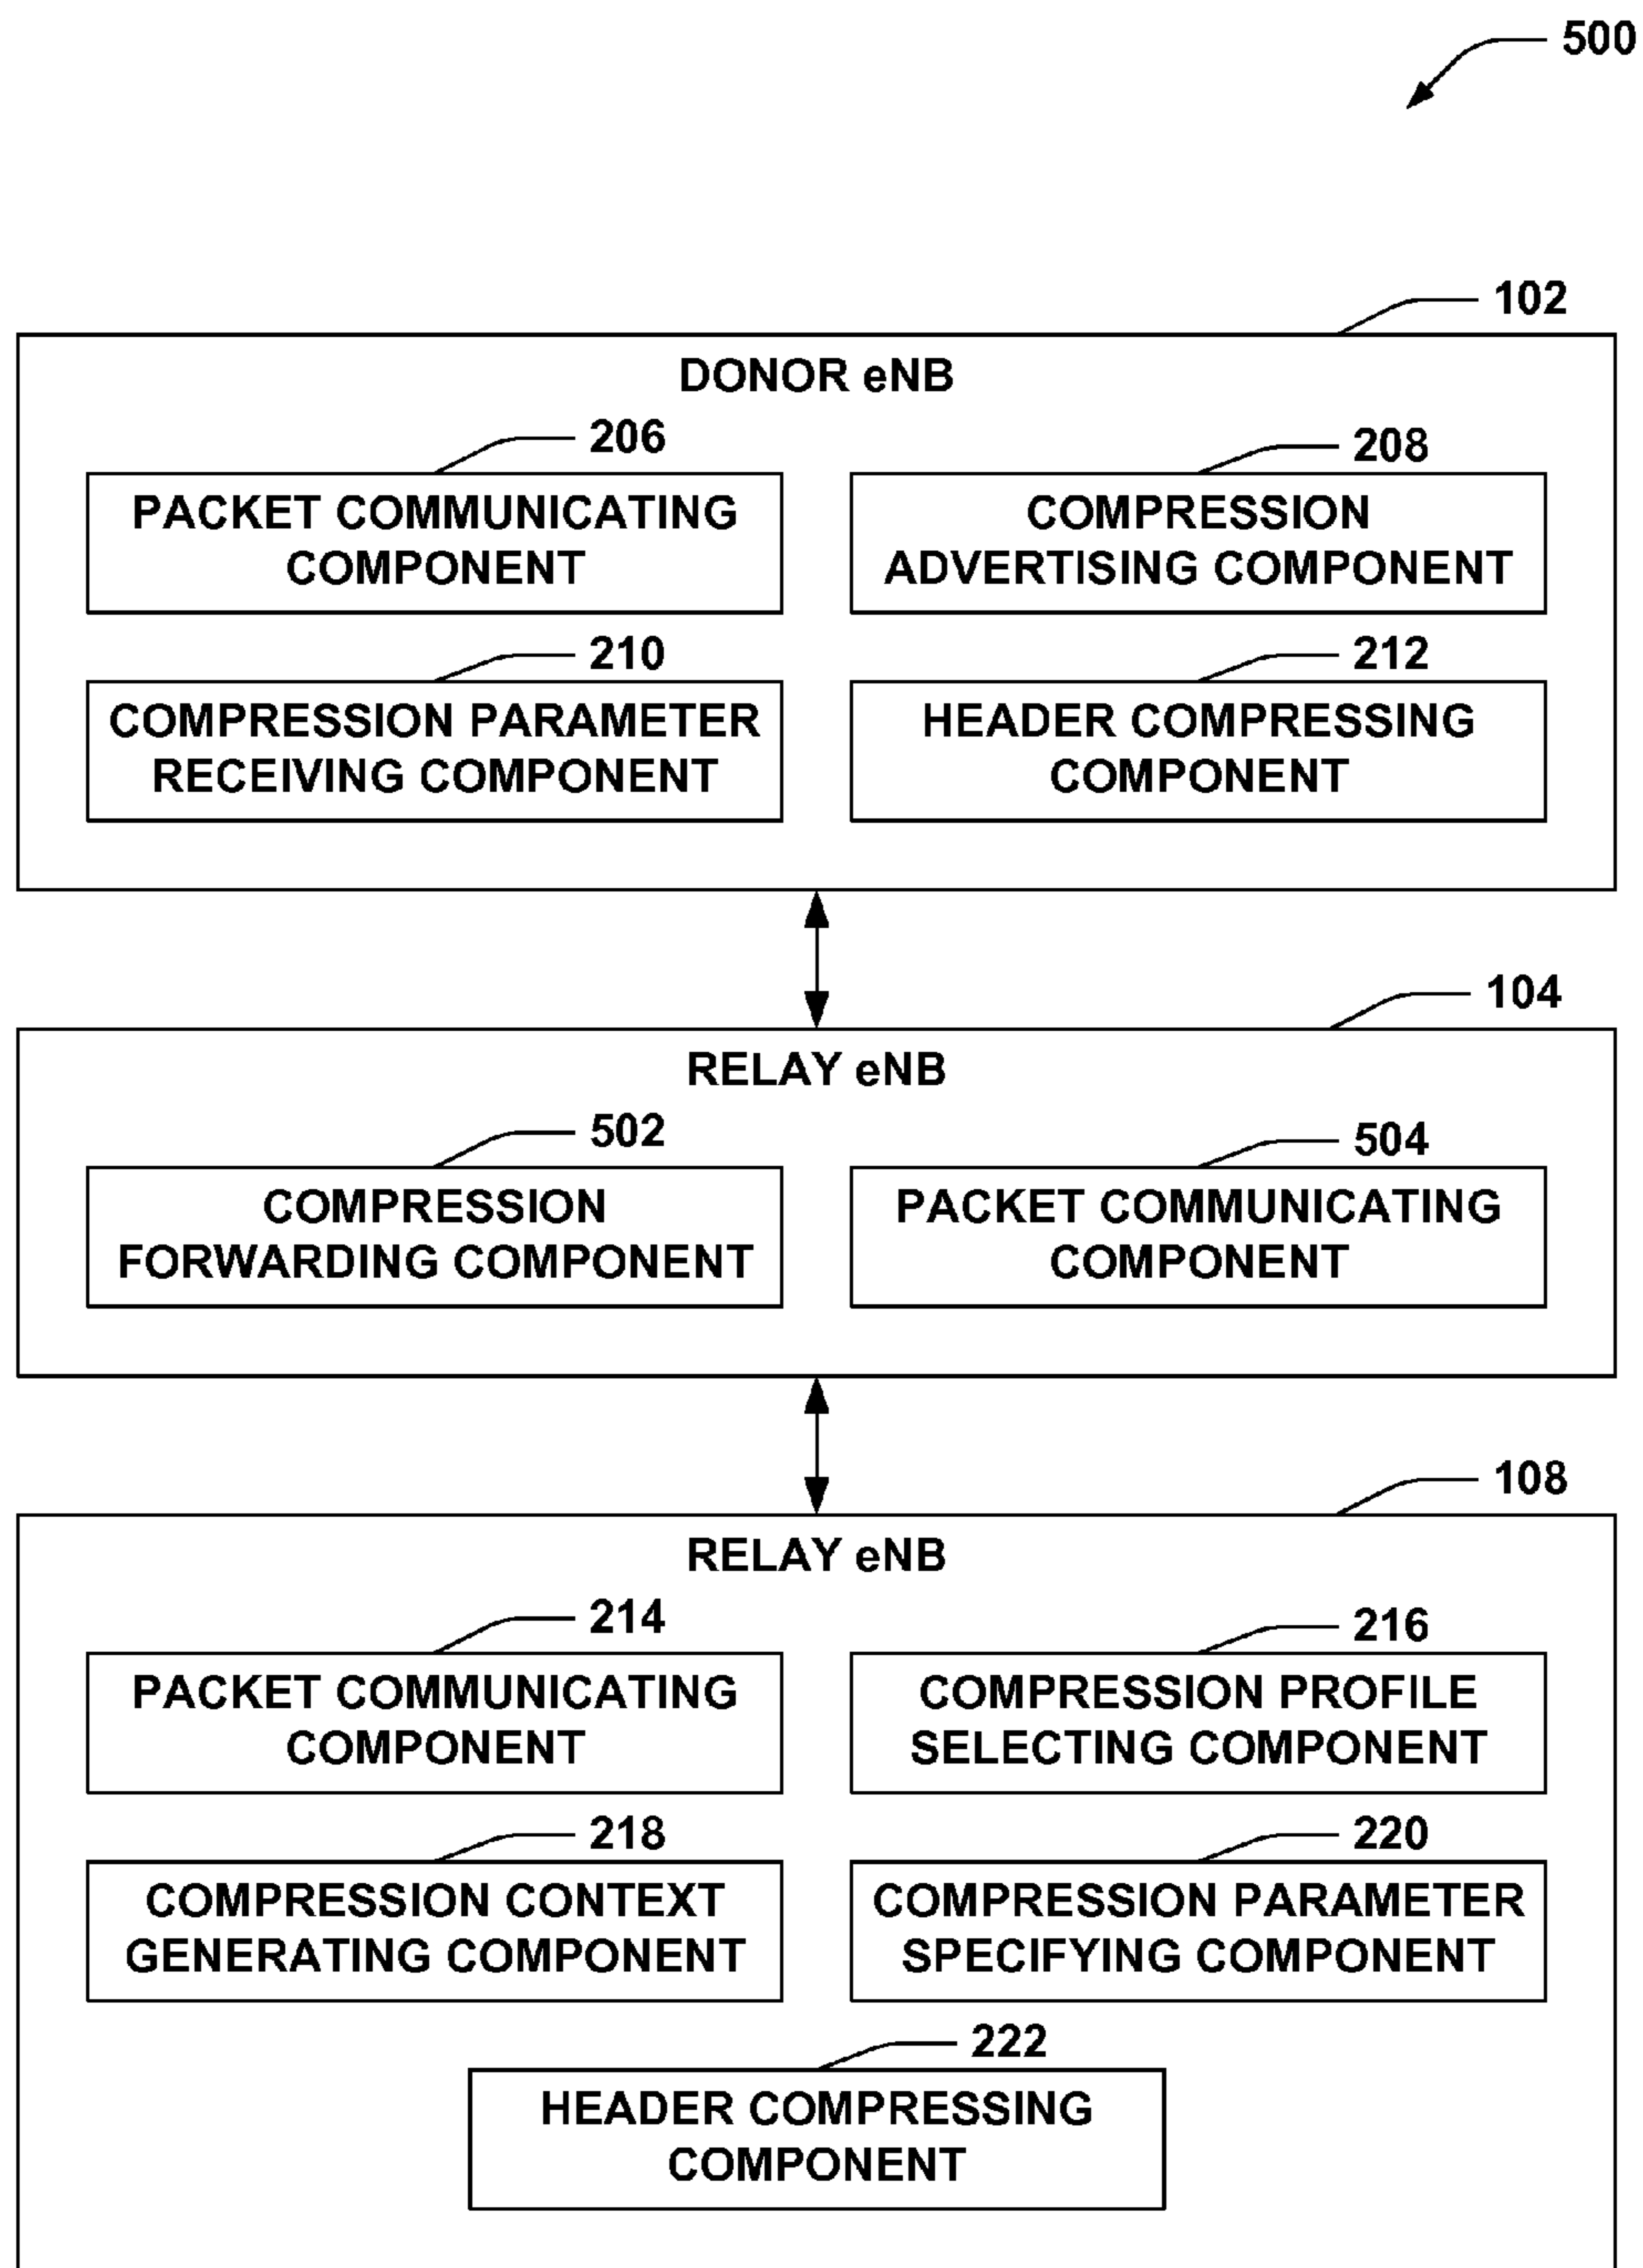 500
102
DONOR eNB
206
208
PACKET COMMUNICATING
COMPONENT
COMPRESSION
ADVERTISING COMPONENT
210
212
COMPRESSION PARAMETER
RECEIVING COMPONENT
HEADER COMPRESSING
COMPONENT
104
RELAY eNB
502
504
COMPRESSION
FORWARDING COMPONENT
PACKET COMMUNICATING
COMPONENT
108
RELAY eNB
214
216
PACKET COMMUNICATING
COMPONENT
COMPRESSION PROFILE
SELECTING COMPONENT
218
220
COMPRESSION CONTEXT
GENERATING COMPONENT
COMPRESSION PARAMETER
SPECIFYING COMPONENT
222
HEADER COMPRESSING
COMPONENT